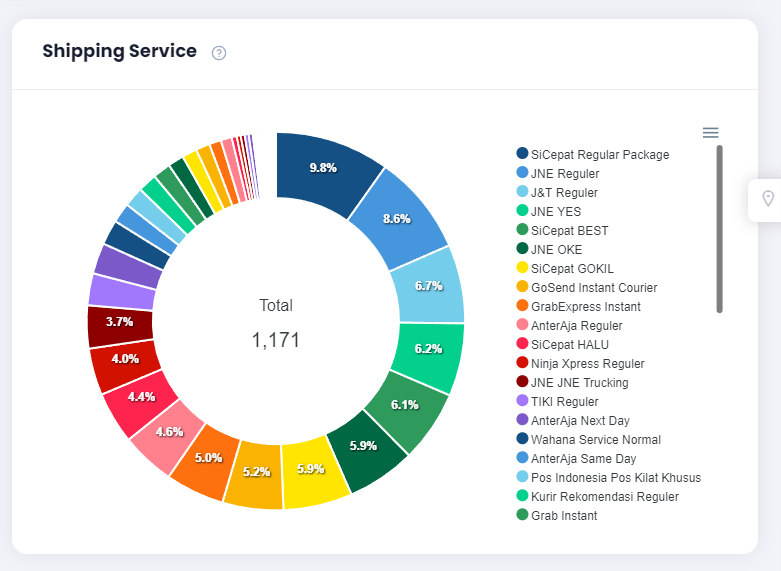 Shipping Service
9.8%
8.6%
6.7%
6.2%
6.1%
5.9%
5.9%
5.2%
5.0%
4.6%
4.4%
4.0%
3.7%
Total
1,171
SiCepat Regular Package
JNE Reguler
J&T Reguler
JNE YES
SiCepat BEST
JNE OKE
SiCepat GOKIL
GoSend Instant Courier
GrabExpress Instant
AnterAja Reguler
SiCepat HALU
Ninja Xpress Reguler
JNE JNE Trucking
TIKI Reguler
AnterAja Next Day
Wahana Service Normal
AnterAja Same Day
Pos Indonesia Pos Kilat Khusus
Kurir Rekomendasi Reguler
Grab Instant